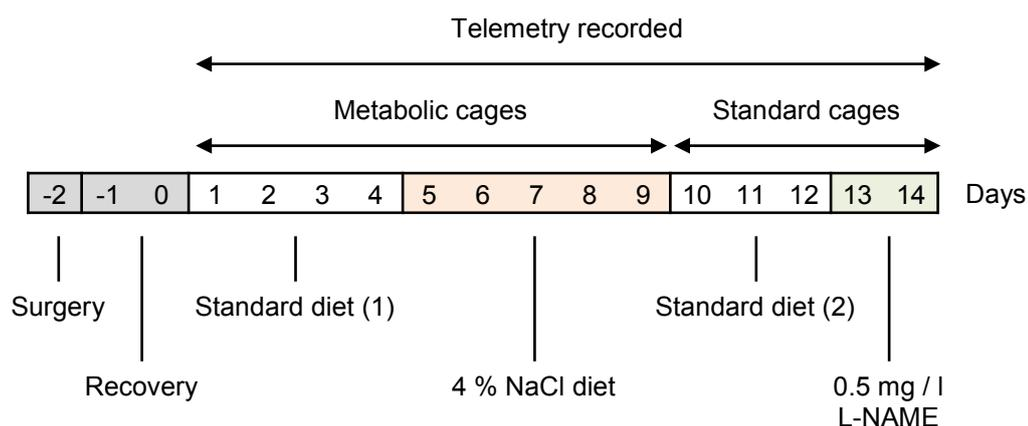 Telemetry recorded
Metabolic cages Standard cages
-2 -1 0 1 2 3 4 5 6 7 8 9 10 11 12 13 14 Days
Surgery Standard diet (1) Standard diet (2)
Recovery 4 % NaCl diet 0.5 mg / l
L-NAME